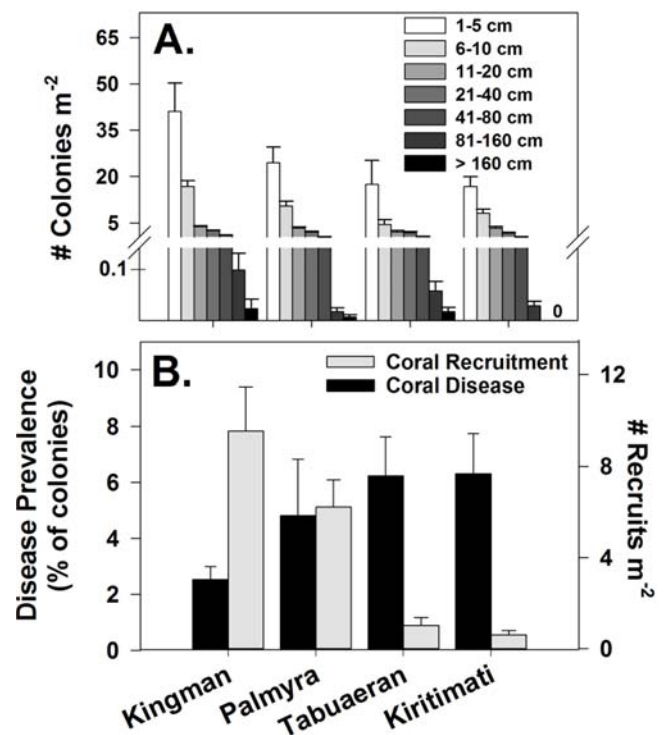 A.
# Colonies m-2
65
50
35
20
5
0.1
1-5 cm
6-10 cm
11-20 cm
21-40 cm
41-80 cm
81-160 cm
> 160 cm
0
B.
Disease Prevalence
(% of colonies)
10
8
6
4
2
0
Coral Recruitment
Coral Disease
12
8
4
0
# Recruits m-2
Kingman
Palmyra
Tabuaeran
Kiritimati